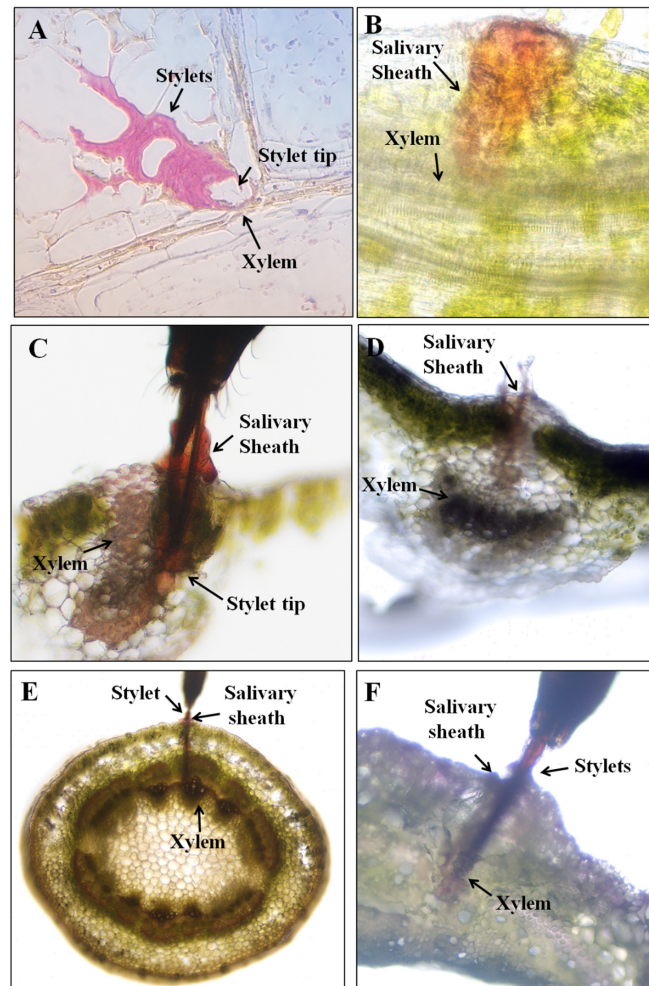 A
Stylets
Stylet tip
Xylem
B
Salivary
Sheath
Xylem
C
Salivary
Sheath
Xylem
Stylet tip
D
Salivary
Sheath
Xylem
E
Stylet
Salivary
sheath
Xylem
F
Salivary
sheath
Stylets
Xylem